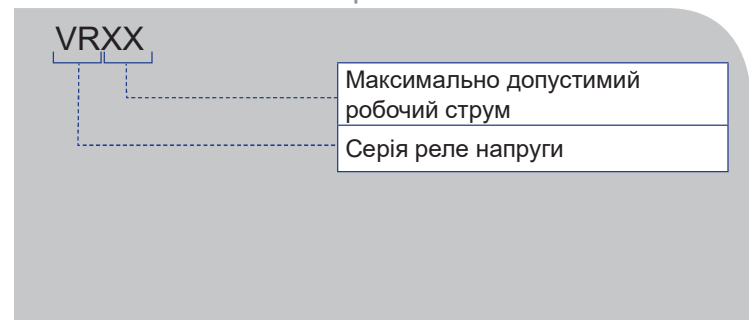 VRXX
Максимально допустимий
робочий струм
Серія реле напруги